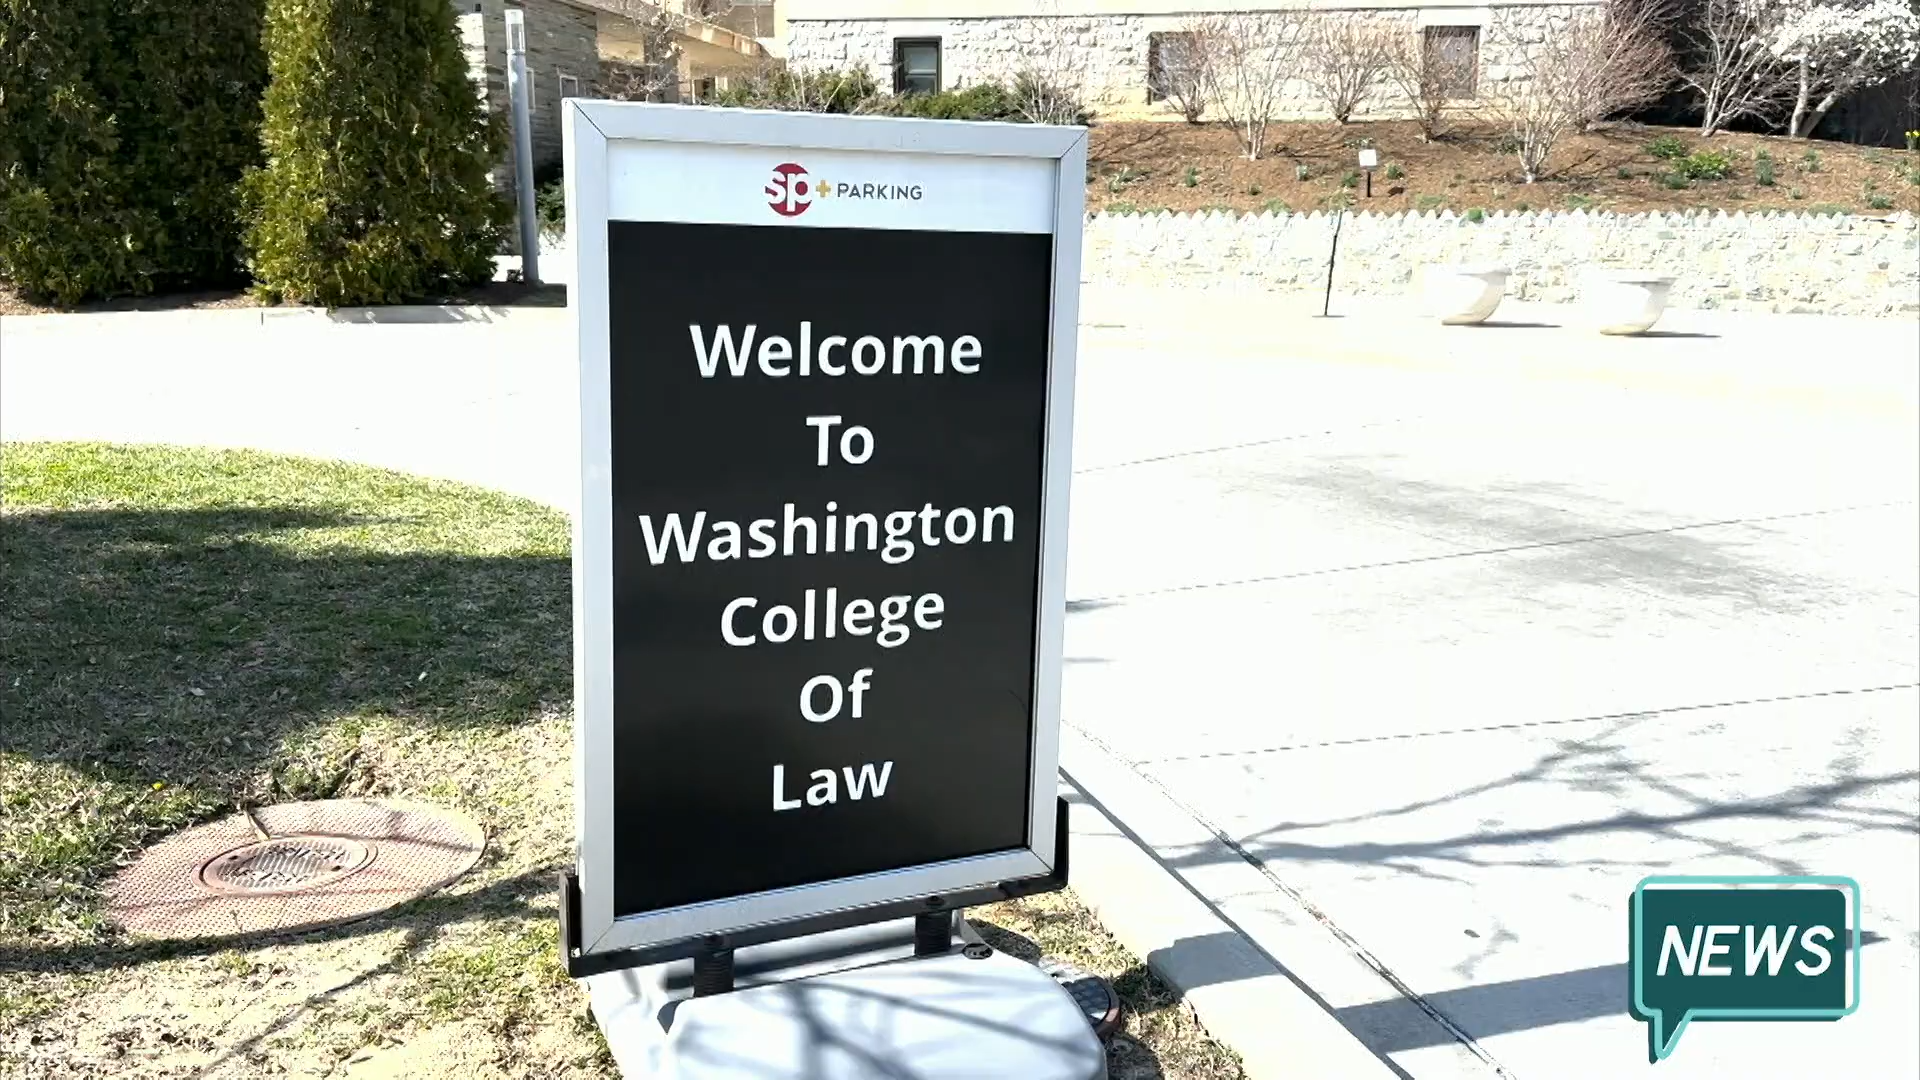 sp+ PARKING
Welcome
To
Washington
College
Of
Law
NEWS